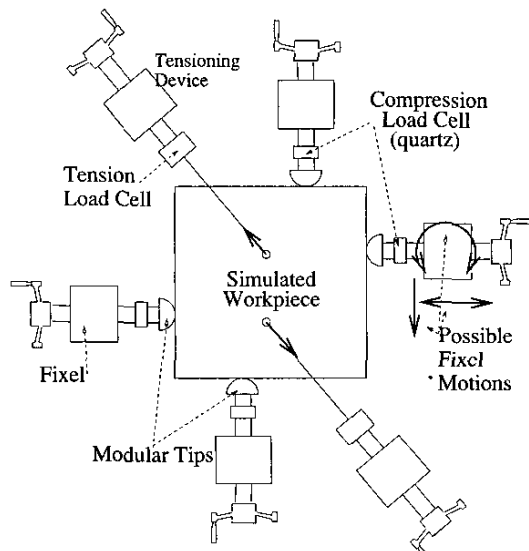 Tensioning
Device
Compression
Load Cell
(quartz)
Tension
Load Cell
Simulated
Workpiece
Possible
Fixel
Motions
Fixel
Modular Tips